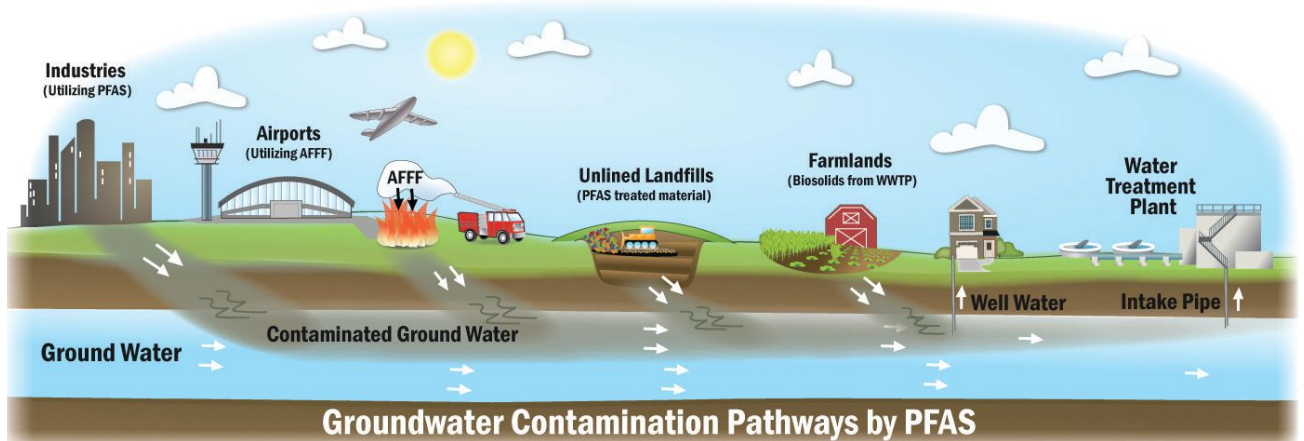 Industries
(Utilizing PFAS)
Airports
(Utilizing AFFF)
AFFF
Unlined Landfills
(PFAS treated material)
Farmlands
(Biosolids from WWTP)
Water
Treatment
Plant
Well Water
Intake Pipe
Contaminated Ground Water
Ground Water
Groundwater Contamination Pathways by PFAS